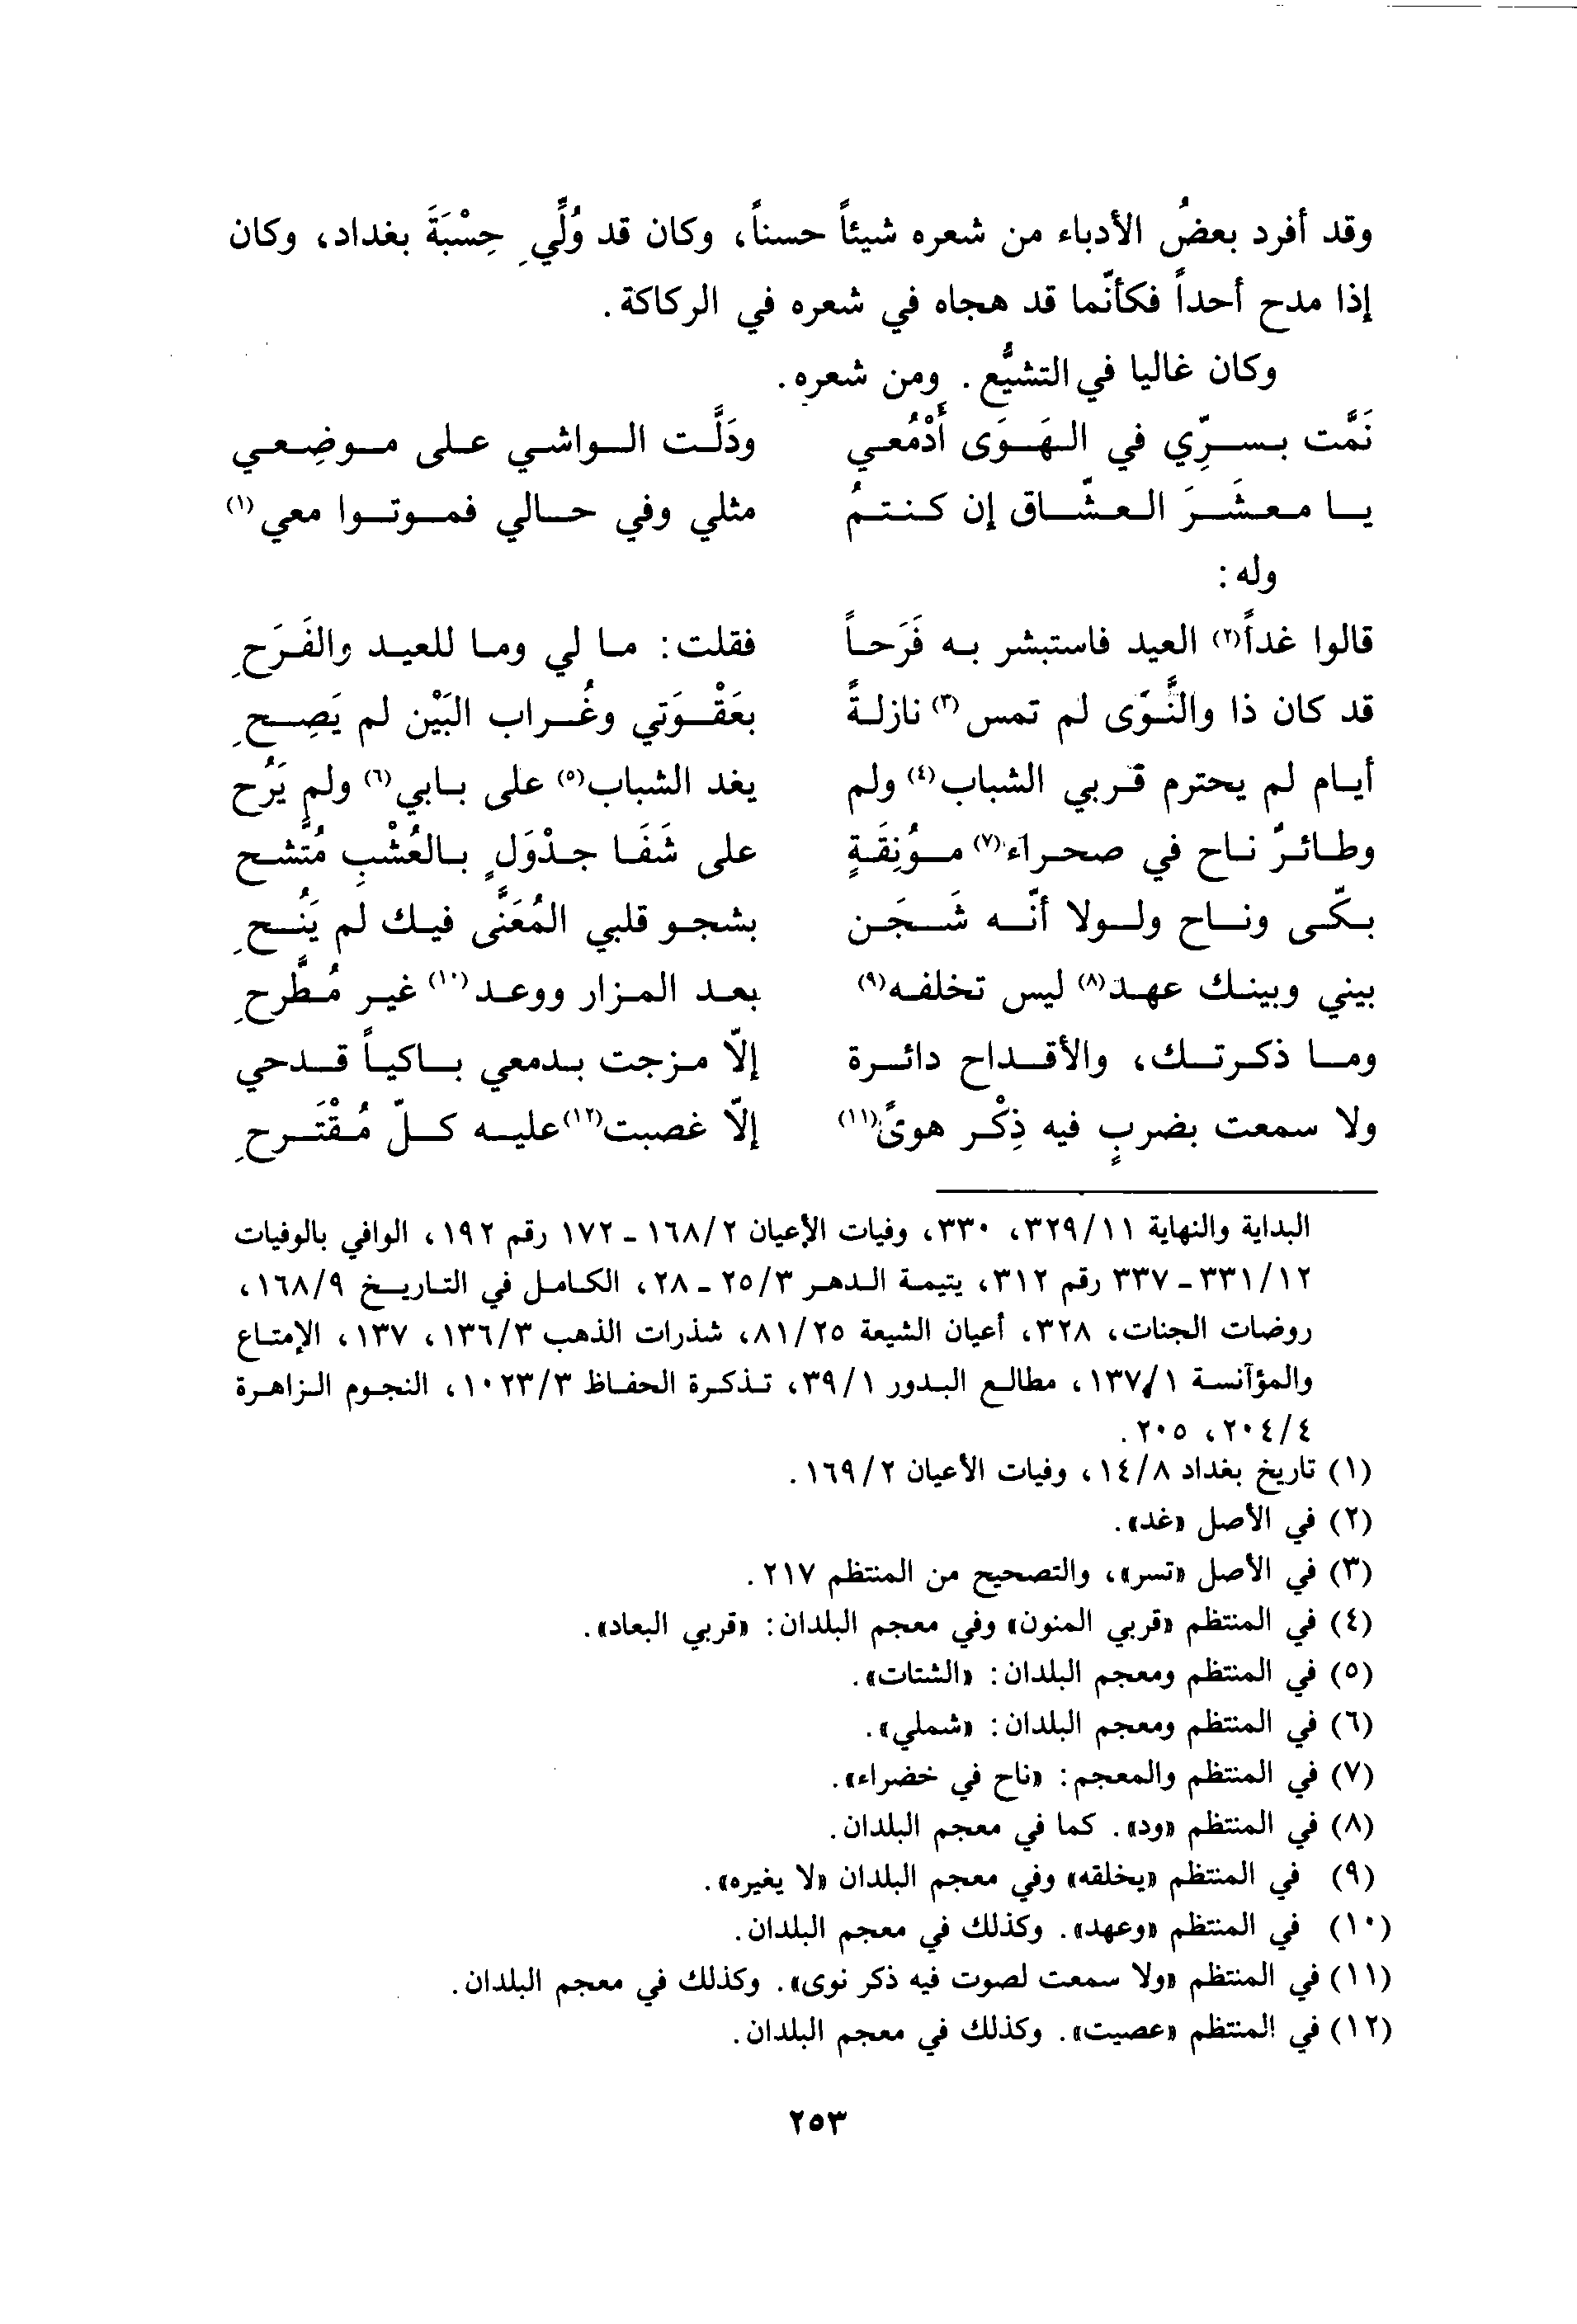 وقد أفرد بعضُ الأدباء من شعره شيئاً حسناً، وكان قد وُلِّي حِسْبَةَ بغداد، وكان
إذا مدح أحداً فكأنّما قد هجاه في شعره في الركاكة.
وكان غاليا في التشيُّع. ومن شعره.
نَمَّت بسرِّي في الهَوَى أَدْمُعي ودَلَّت الواشي على موضِعي
يا معشَرَ العشّاق إن كنتمُ مثلي وفي حالي فموتوا معي(١)
وله:
قالوا غداً(٢) العيد فاستبشر به فَرَحاً فقلت: ما لي وما للعيد والفَرَحِ
قد كان ذا والنَّوَى لم تمس(٣) نازلةً بعَقْوَتي وغُراب البَيْن لم يَصِحِ
أيام لم يحترم قربي الشباب(٤) ولم يغد الشباب(٥) على بابي(٦) ولم يَرُحِ
وطائرٌ ناح في صحراء(٧) مؤنِقَةٍ على شَفَا جدْوَلٍ بالعُشْبِ مُتّشح
بكّى وناح ولولا أنّه شَجَن بشجو قلبي المُعَنَّى فيك لم يَنُحِ
بيني وبينك عهد(٨) ليس تخلفه(٩) بعد المزار ووعد(١٠) غير مُطَّرحِ
وما ذكرتك، والأقداح دائرة إلّا مزجت بدمعي باكياً قدحي
ولا سمعت بضربٍ فيه ذِكْر هوىً(١١) إلّا غصبت(١٢) عليه كلّ مُقْتَرحِ
البداية والنهاية ٣٢٩/١١، ٣٣٠، وفيات الإعيان ١٦٨/٢ - ١٧٢ رقم ١٩٢، الوافي بالوفيات
٣٣١/١٢ - ٣٣٧ رقم ٣١٢، يتيمة الدهر ٢٥/٣ - ٢٨، الكامل في التاريخ ١٦٨/٩،
روضات الجنات، ٣٢٨، أعيان الشيعة ٨١/٢٥، شذرات الذهب ١٣٦/٣، ١٣٧، الإمتاع
والمؤآنسة ١٣٧/١، مطالع البدور ٣٩/١، تذكرة الحفاظ ١٠٢٣/٣، النجوم الزاهرة
٢٠٤/٤، ٢٠٥.
(١) تاريخ بغداد ١٤/٨، وفيات الأعيان ١٦٩/٢.
(٢) في الأصل «غد».
(٣) في الأصل «تسر»، والتصحيح من المنتظم ٢١٧.
(٤) في المنتظم «قربي المنون» وفي معجم البلدان: «قربي البعاد».
(٥) في المنتظم ومعجم البلدان: «الشتات».
(٦) في المنتظم ومعجم البلدان: «شملي».
(٧) في المنتظم والمعجم: «ناح في خضراء».
(٨) في المنتظم «ود». كما في معجم البلدان.
(٩) في المنتظم «يخلقه» وفي معجم البلدان «لا يغيره».
(١٠) في المنتظم «وعهد». وكذلك في معجم البلدان.
(١١) في المنتظم «ولا سمعت لصوت فيه ذكر نوى». وكذلك في معجم البلدان.
(١٢) في المنتظم «عصيت». وكذلك في معجم البلدان.
٢٥٣